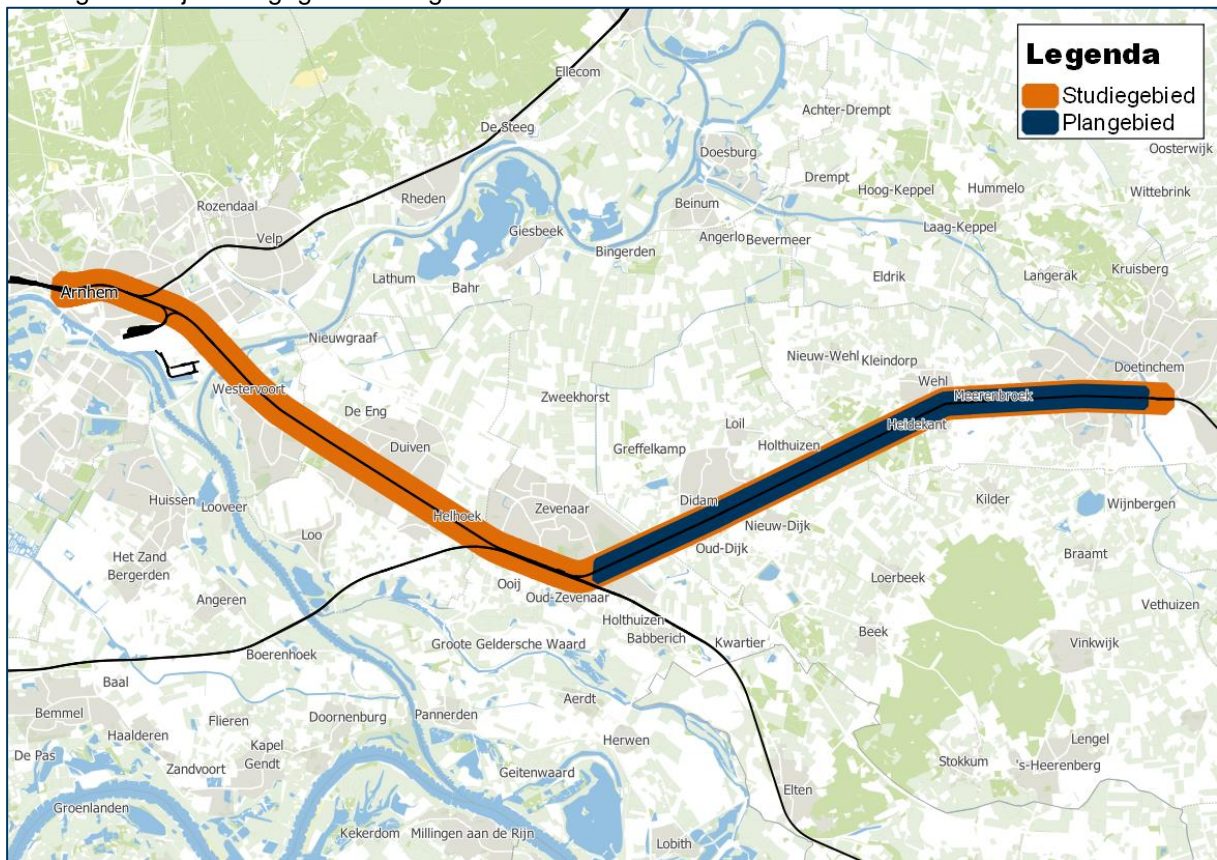 Legenda
Studiegebied
Plangebied
Ellecom
Achter-Drempt
De Steeg
Oosterwijk
Doesburg
Drempt
Hoog-Keppel
Hummelo
Wittebrink
Rozendaal
Rheden
Beinum
Velp
Giesbeek
Laag-Keppel
Angerlo
Bevermeer
Bingerden
Kruisberg
Lathum
Bahr
Eldrik
Langerak
Arnhem
Nieuwgraaf
Nieuw-Wehl
Kleindorp
Doetinchem
Wehl
Westervoort
Zweekhorst
Meerenbroek
De Eng
Loil
Heidekant
Duiven
Greffelkamp
Holthuizen
Huissen
Looveer
Didam
Kilder
Wijnbergen
Helhoek
Zevenaar
Nieuw-Dijk
Loo
Oud-Dijk
Het Zand
Bergerden
Braamt
Ooij
Loerbeek
Angeren
Oud-Zevenaar
Vethuizen
Holthuizen
Babberich
Kwartier
Beek
Vinkwijk
Groote Geldersche Waard
Boerenhoek
Baal
Aerdt
Bemmel
Flieren
Doornenburg
Pannerden
Haalderen
Herwen
Lengel
De Pas
Kapel
Gendt
Zandvoort
Geitenwaard
Stokkum
's-Heerenberg
Elten
Groenlanden
Kekerdom
Millingen aan de Rijn
Lobith